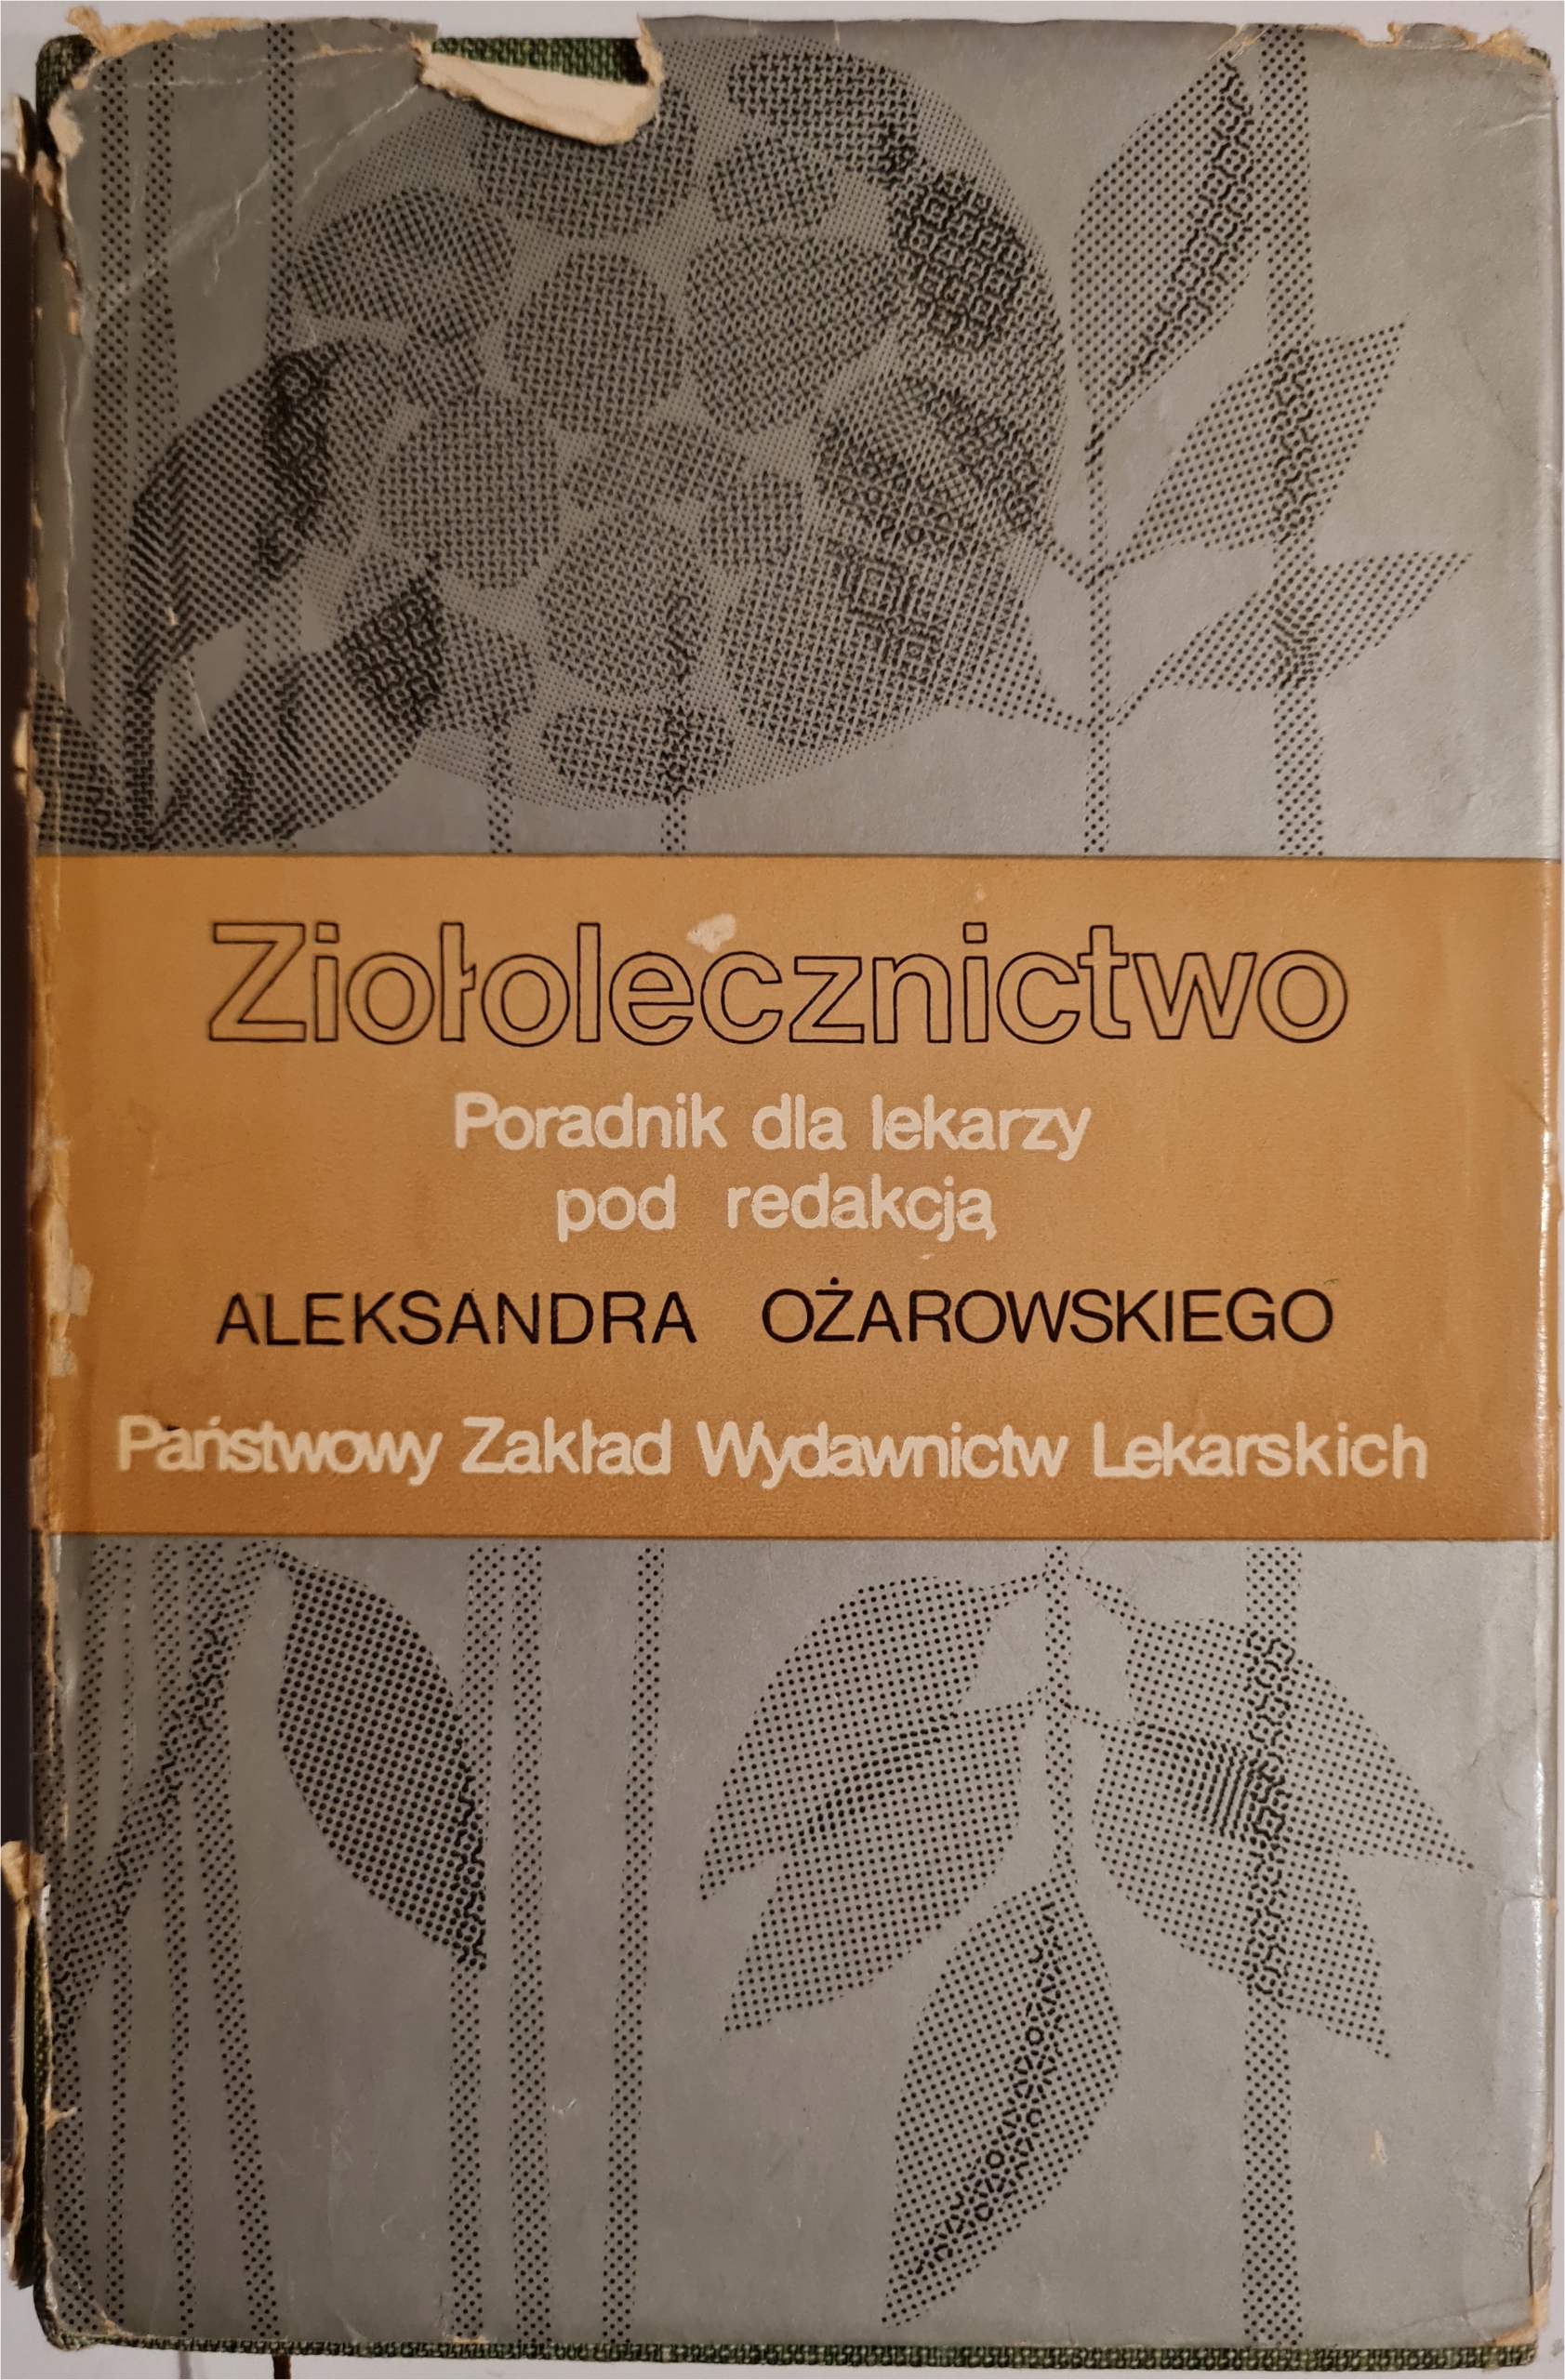 Ziołolecznictwo
Poradnik dla lekarzy
pod redakcją
ALEKSANDRA OŻAROWSKIEGO
Państwowy Zakład Wydawnictw Lekarskich